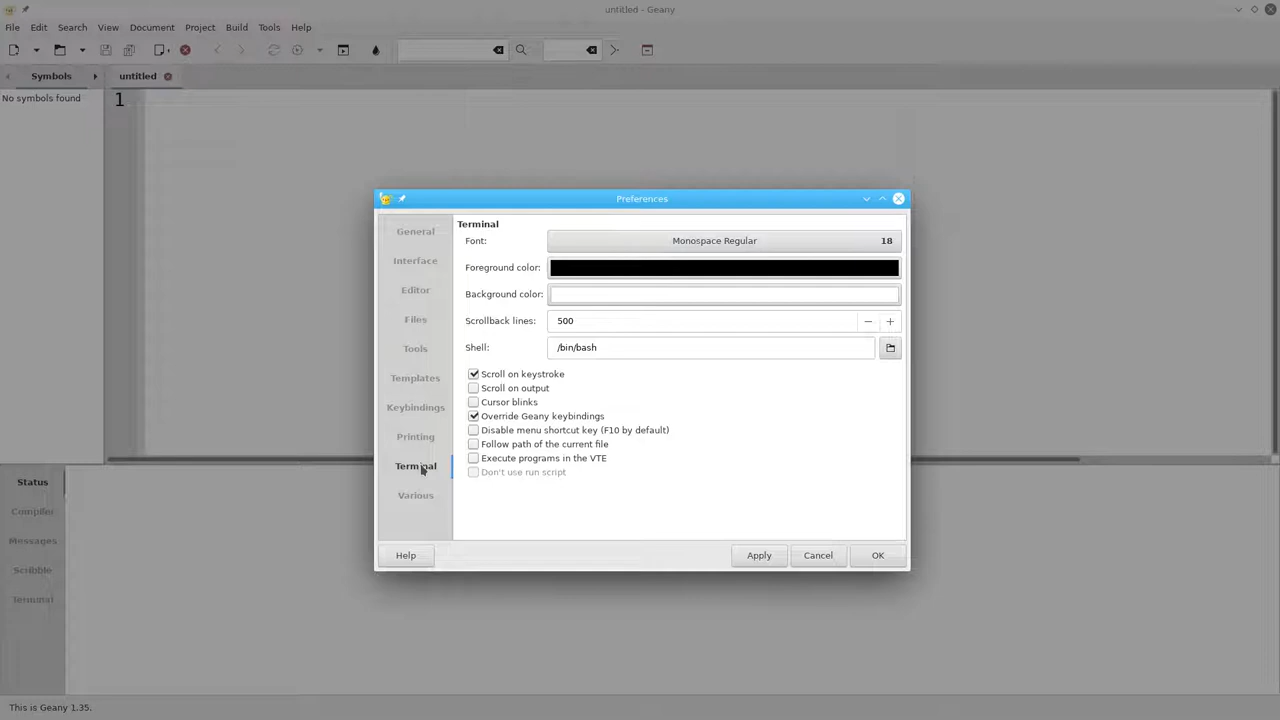 untitled - Geany
File Edit Search View Document Project Build Tools Help
Symbols
untitled
No symbols found
1
Preferences
General
Interface
Editor
Files
Tools
Templates
Keybindings
Printing
Terminal
Various
Terminal
Font: Monospace Regular 18
Foreground color:
Background color:
Scrollback lines: 500
Shell: /bin/bash
Scroll on keystroke
Scroll on output
Cursor blinks
Override Geany keybindings
Disable menu shortcut key (F10 by default)
Follow path of the current file
Execute programs in the VTE
Don't use run script
Help Apply Cancel OK
Status
Compiler
Messages
Scribble
Terminal
This is Geany 1.35.